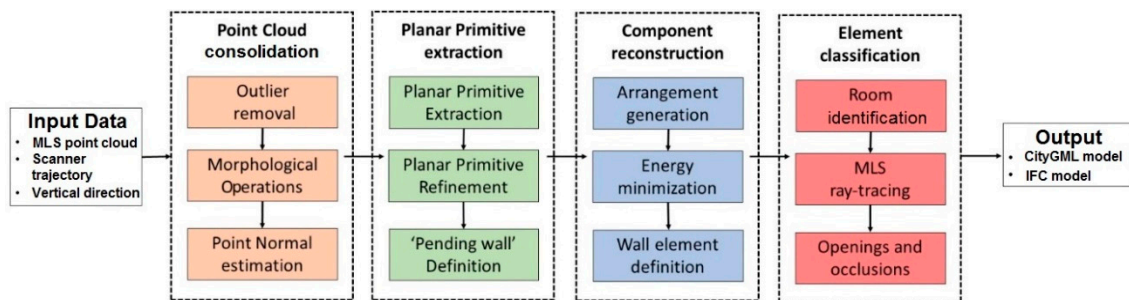 Input Data
• MLS point cloud
• Scanner
trajectory
• Vertical direction
Point Cloud
consolidation
Outlier
removal
Morphological
Operations
Point Normal
estimation
Planar Primitive
extraction
Planar Primitive
Extraction
Planar Primitive
Refinement
‘Pending wall’
Definition
Component
reconstruction
Arrangement
generation
Energy
minimization
Wall element
definition
Element
classification
Room
identification
MLS
ray-tracing
Openings and
occlusions
Output
• CityGML model
• IFC model